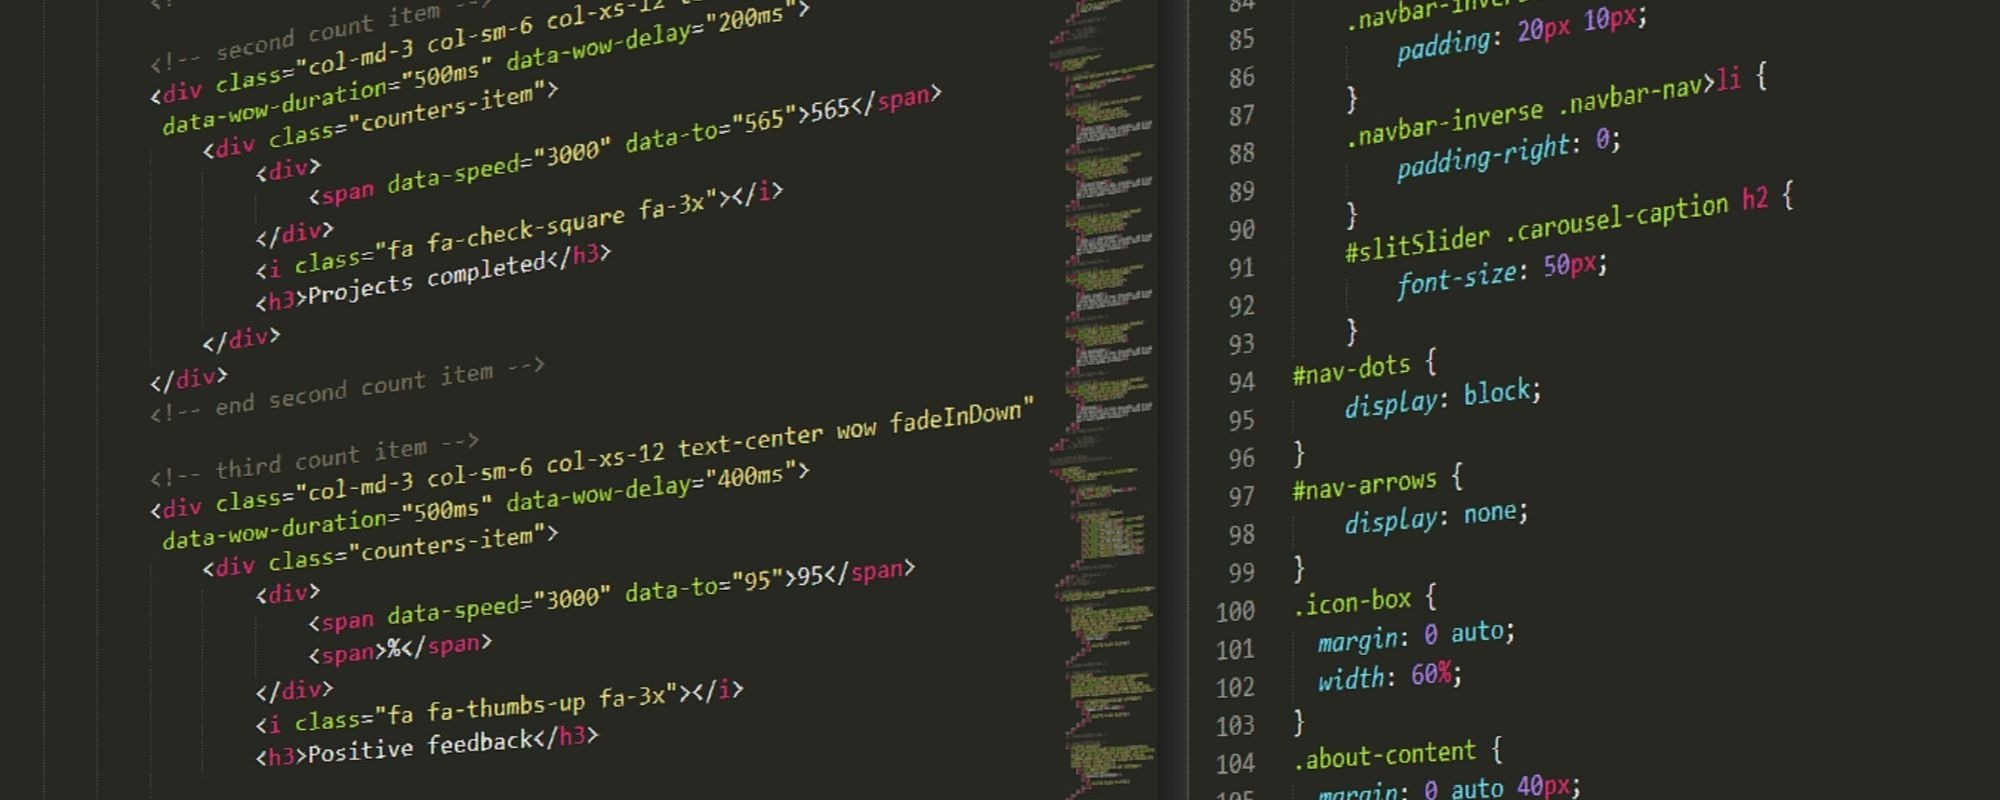 <!-- second count item -->
<div class="col-md-3 col-sm-6 col-xs-12
data-wow-duration="500ms" data-wow-delay="200ms">
<div class="counters-item">
<div>
<span data-speed="3000" data-to="565">565</span>
</div>
<i class="fa fa-check-square fa-3x"></i>
<h3>Projects completed</h3>
</div>
</div>
<!-- end second count item -->
<!-- third count item -->
<div class="col-md-3 col-sm-6 col-xs-12 text-center wow fadeInDown"
data-wow-duration="500ms" data-wow-delay="400ms">
<div class="counters-item">
<div>
<span data-speed="3000" data-to="95">95</span>
<span>%</span>
</div>
<i class="fa fa-thumbs-up fa-3x"></i>
<h3>Positive feedback</h3>
84 .navbar-inverse
85 padding: 20px 10px;
86 }
87 .navbar-inverse .navbar-nav>li {
88 padding-right: 0;
89 }
90 #slitSlider .carousel-caption h2 {
91 font-size: 50px;
92 }
93 #nav-dots {
94 display: block;
95 }
96 #nav-arrows {
97 display: none;
98 }
99 .icon-box {
100 margin: 0 auto;
101 width: 60%;
102 }
103 .about-content {
104 margin: 0 auto 40px;
105